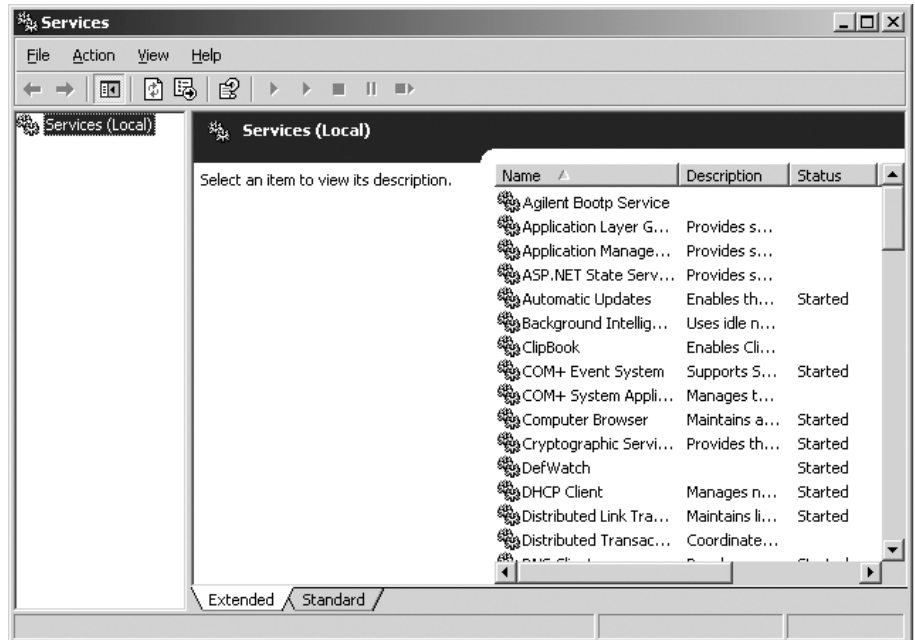 Services
File Action View Help
Services (Local)
Services (Local)
Select an item to view its description.
Name Description Status
Agilent Bootp Service
Application Layer G... Provides s...
Application Manage... Provides s...
ASP.NET State Serv... Provides s...
Automatic Updates Enables th... Started
Background Intellig... Uses idle n...
ClipBook Enables Cli...
COM+ Event System Supports S... Started
COM+ System Appli... Manages t...
Computer Browser Maintains a... Started
Cryptographic Servi... Provides th... Started
DefWatch Started
DHCP Client Manages n... Started
Distributed Link Tra... Maintains li... Started
Distributed Transac... Coordinate...
Extended Standard